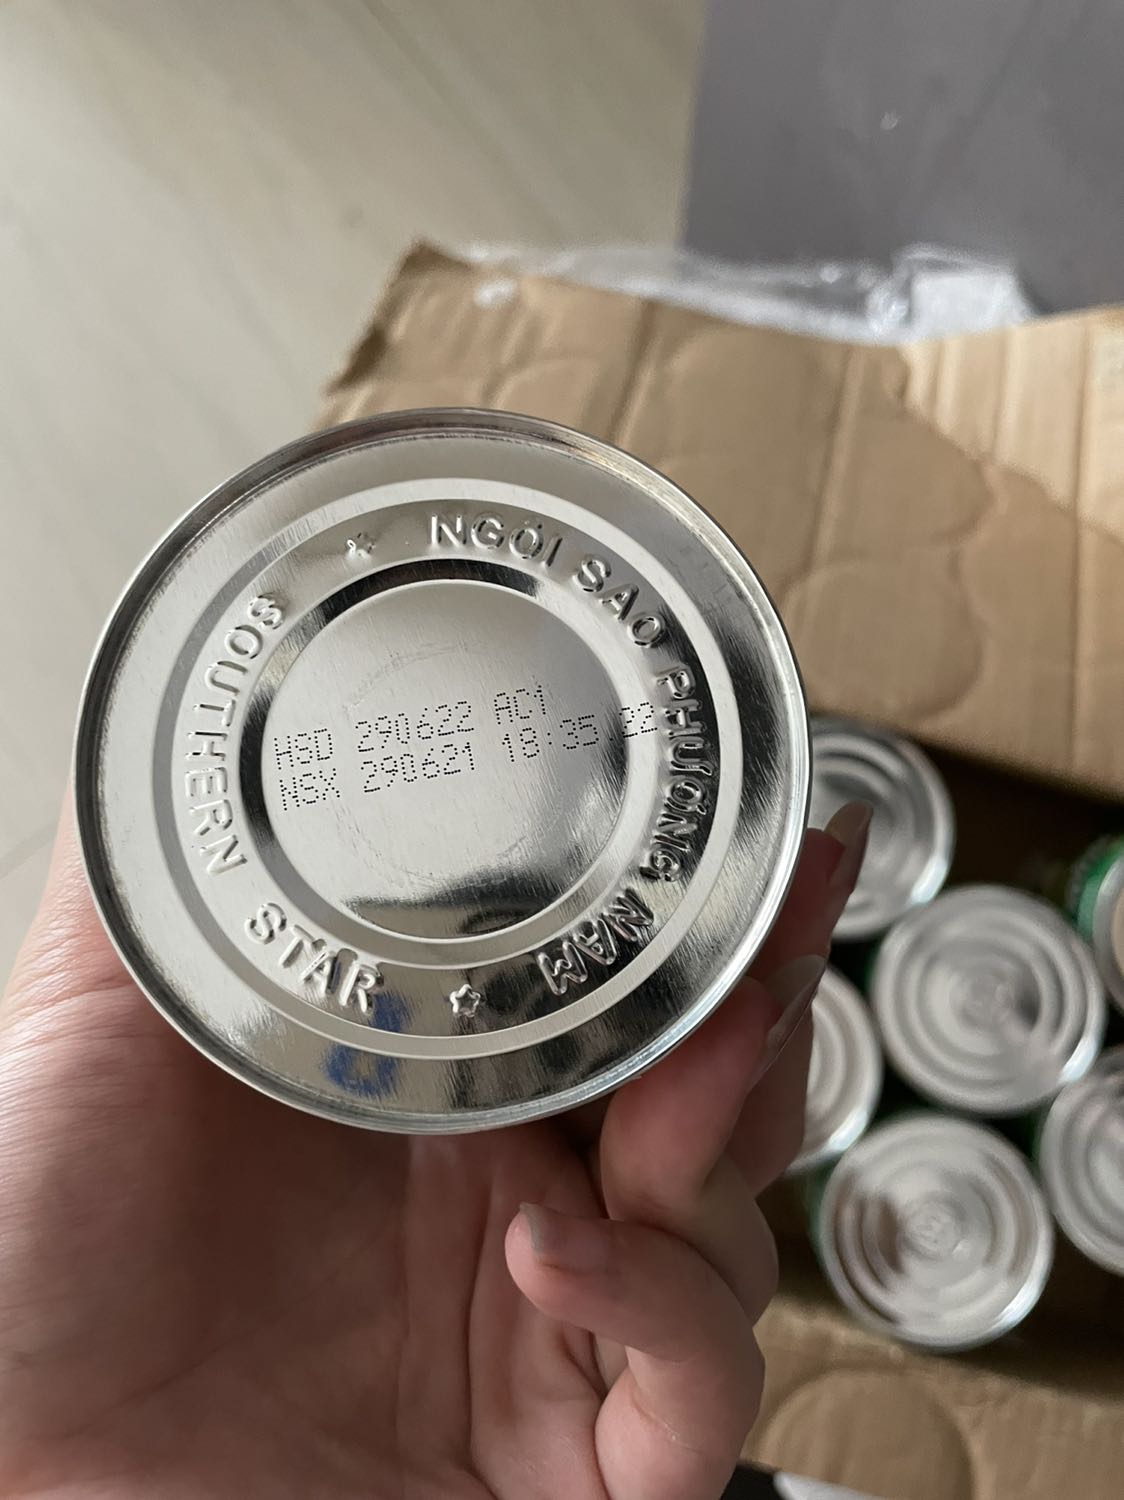 NGÔI SAO PHƯƠNG NAM
SOUTHERN STAR
HSD 290622 AC1
NSX 290621 18:35 22